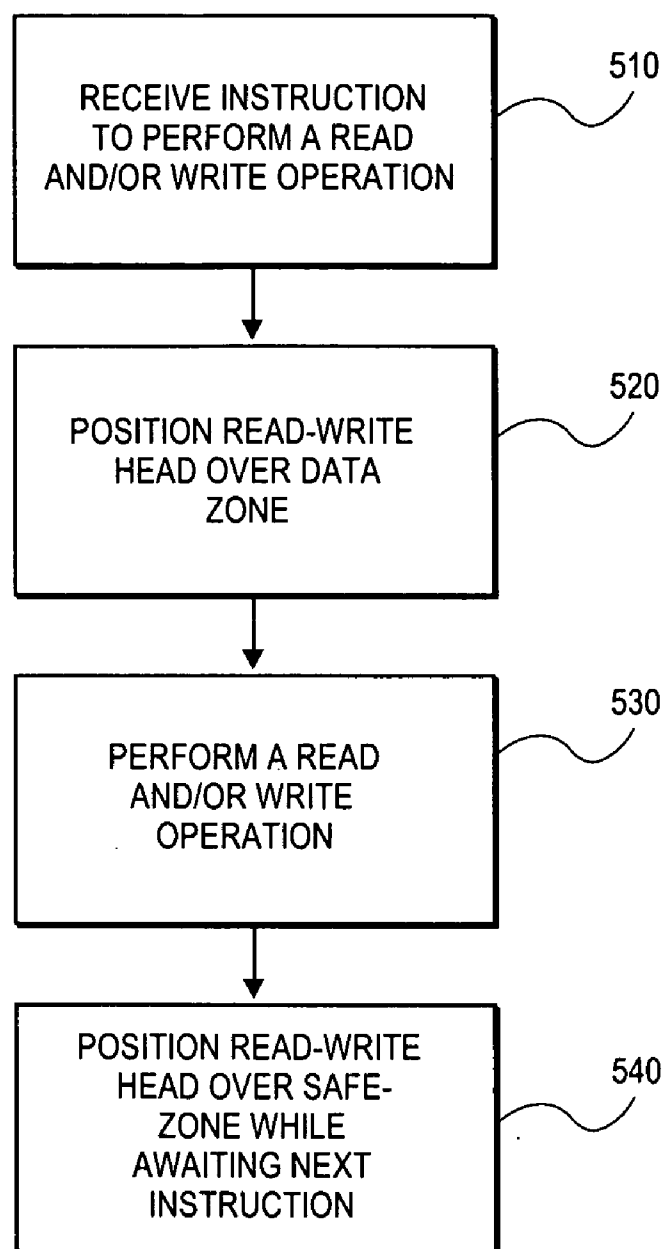 RECEIVE INSTRUCTION
TO PERFORM A READ
AND/OR WRITE OPERATION
510
POSITION READ-WRITE
HEAD OVER DATA
ZONE
520
PERFORM A READ
AND/OR WRITE
OPERATION
530
POSITION READ-WRITE
HEAD OVER SAFE-
ZONE WHILE
AWAITING NEXT
INSTRUCTION
540